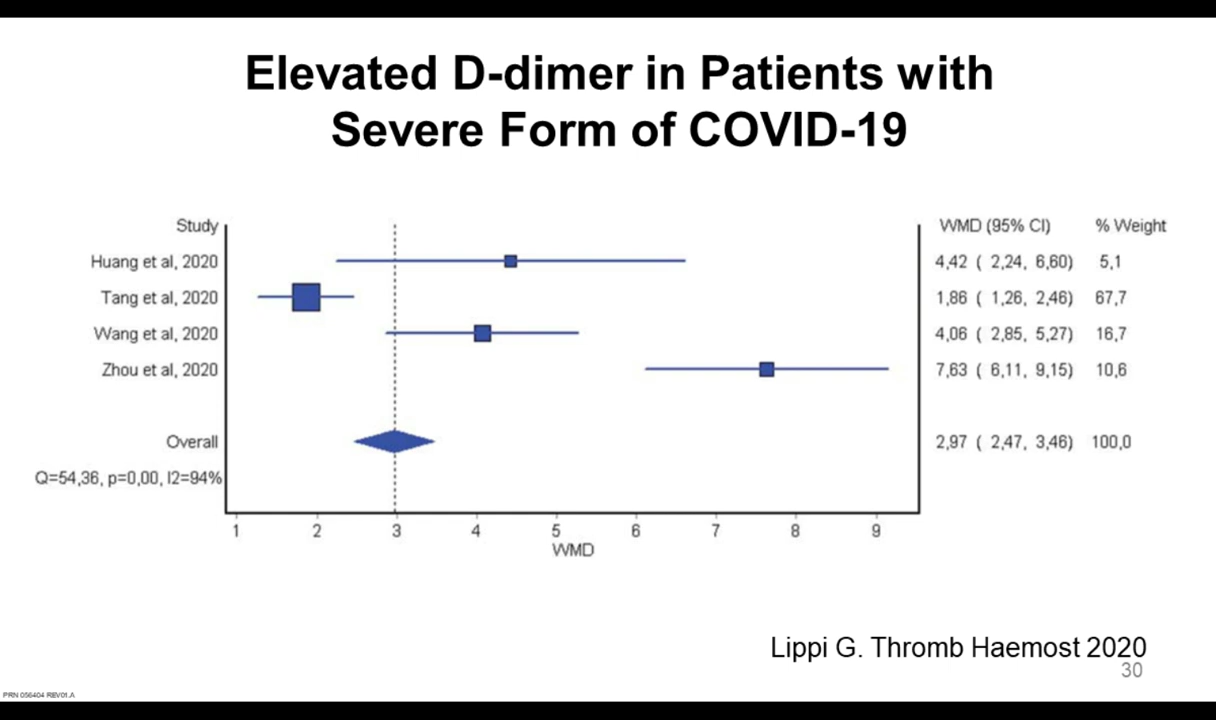 Elevated D-dimer in Patients with
Severe Form of COVID-19
Study WMD (95% CI) % Weight
Huang et al, 2020 4,42 ( 2,24, 6,60) 5,1
Tang et al, 2020 1,86 ( 1,26, 2,46) 67,7
Wang et al, 2020 4,06 ( 2,85, 5,27) 16,7
Zhou et al, 2020 7,63 ( 6,11, 9,15) 10,6
Overall 2,97 ( 2,47, 3,46) 100,0
Q=54,36, p=0,00, I2=94%
1 2 3 4 5 6 7 8 9
WMD
Lippi G. Thromb Haemost 2020
30
PRN 056404 REV01.A